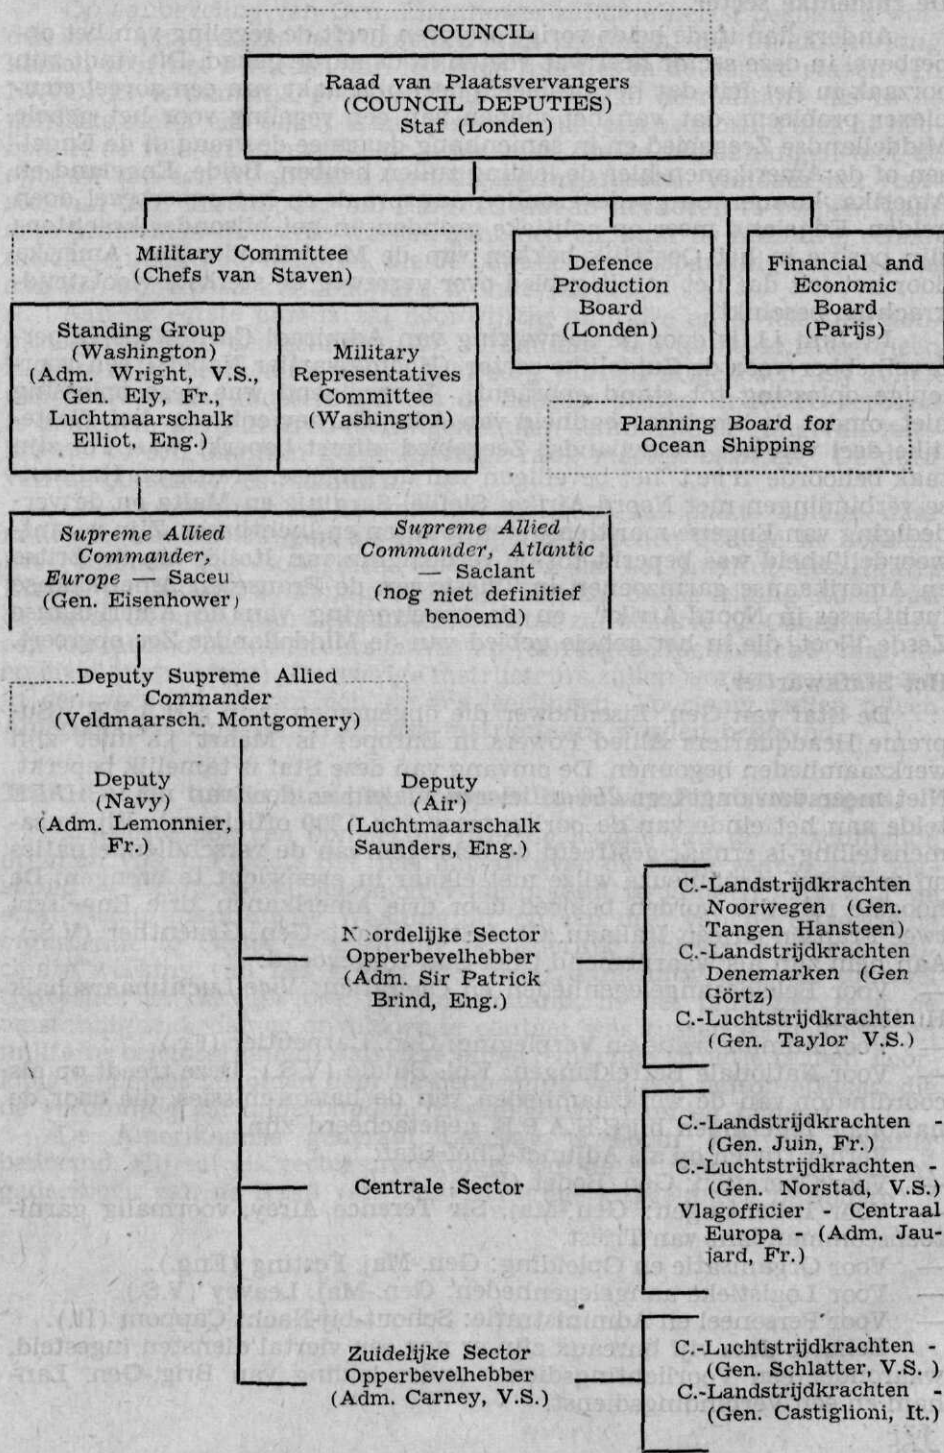 COUNCIL
Raad van Plaatsvervangers
(COUNCIL DEPUTIES)
Staf (Londen)
Military Committee
(Chefs van Staven)
Standing Group
(Washington)
(Adm. Wright, V.S.,
Gen. Ely, Fr.,
Luchtmaarschalk
Elliot, Eng.)
Military
Representatives
Committee
(Washington)
Defence
Production
Board
(Londen)
Financial and
Economic
Board
(Parijs)
Planning Board for
Ocean Shipping
Supreme Allied
Commander,
Europe — Saceu
(Gen. Eisenhower)
Supreme Allied
Commander, Atlantic
— Saclant
(nog niet definitief
benoemd)
Deputy Supreme Allied
Commander
(Veldmaarsch. Montgomery)
Deputy
(Navy)
(Adm. Lemonnier,
Fr.)
Deputy
(Air)
(Luchtmaarschalk
Saunders, Eng.)
Noordelijke Sector
Opperbevelhebber
(Adm. Sir Patrick
Brind, Eng.)
C.-Landstrijdkrachten
Noorwegen (Gen.
Tangen Hansteen)
C.-Landstrijdkrachten
Denemarken (Gen
Görtz)
C.-Luchtstrijdkrachten
(Gen. Taylor V.S.)
Centrale Sector
C.-Landstrijdkrachten -
(Gen. Juin, Fr.)
C.-Luchtstrijdkrachten -
(Gen. Norstad, V.S.)
Vlagofficier - Centraal
Europa - (Adm. Jau-
jard, Fr.)
Zuidelijke Sector
Opperbevelhebber
(Adm. Carney, V.S.)
C.-Luchtstrijdkrachten -
(Gen. Schlatter, V.S. )
C.-Landstrijdkrachten -
(Gen. Castiglioni, It.)